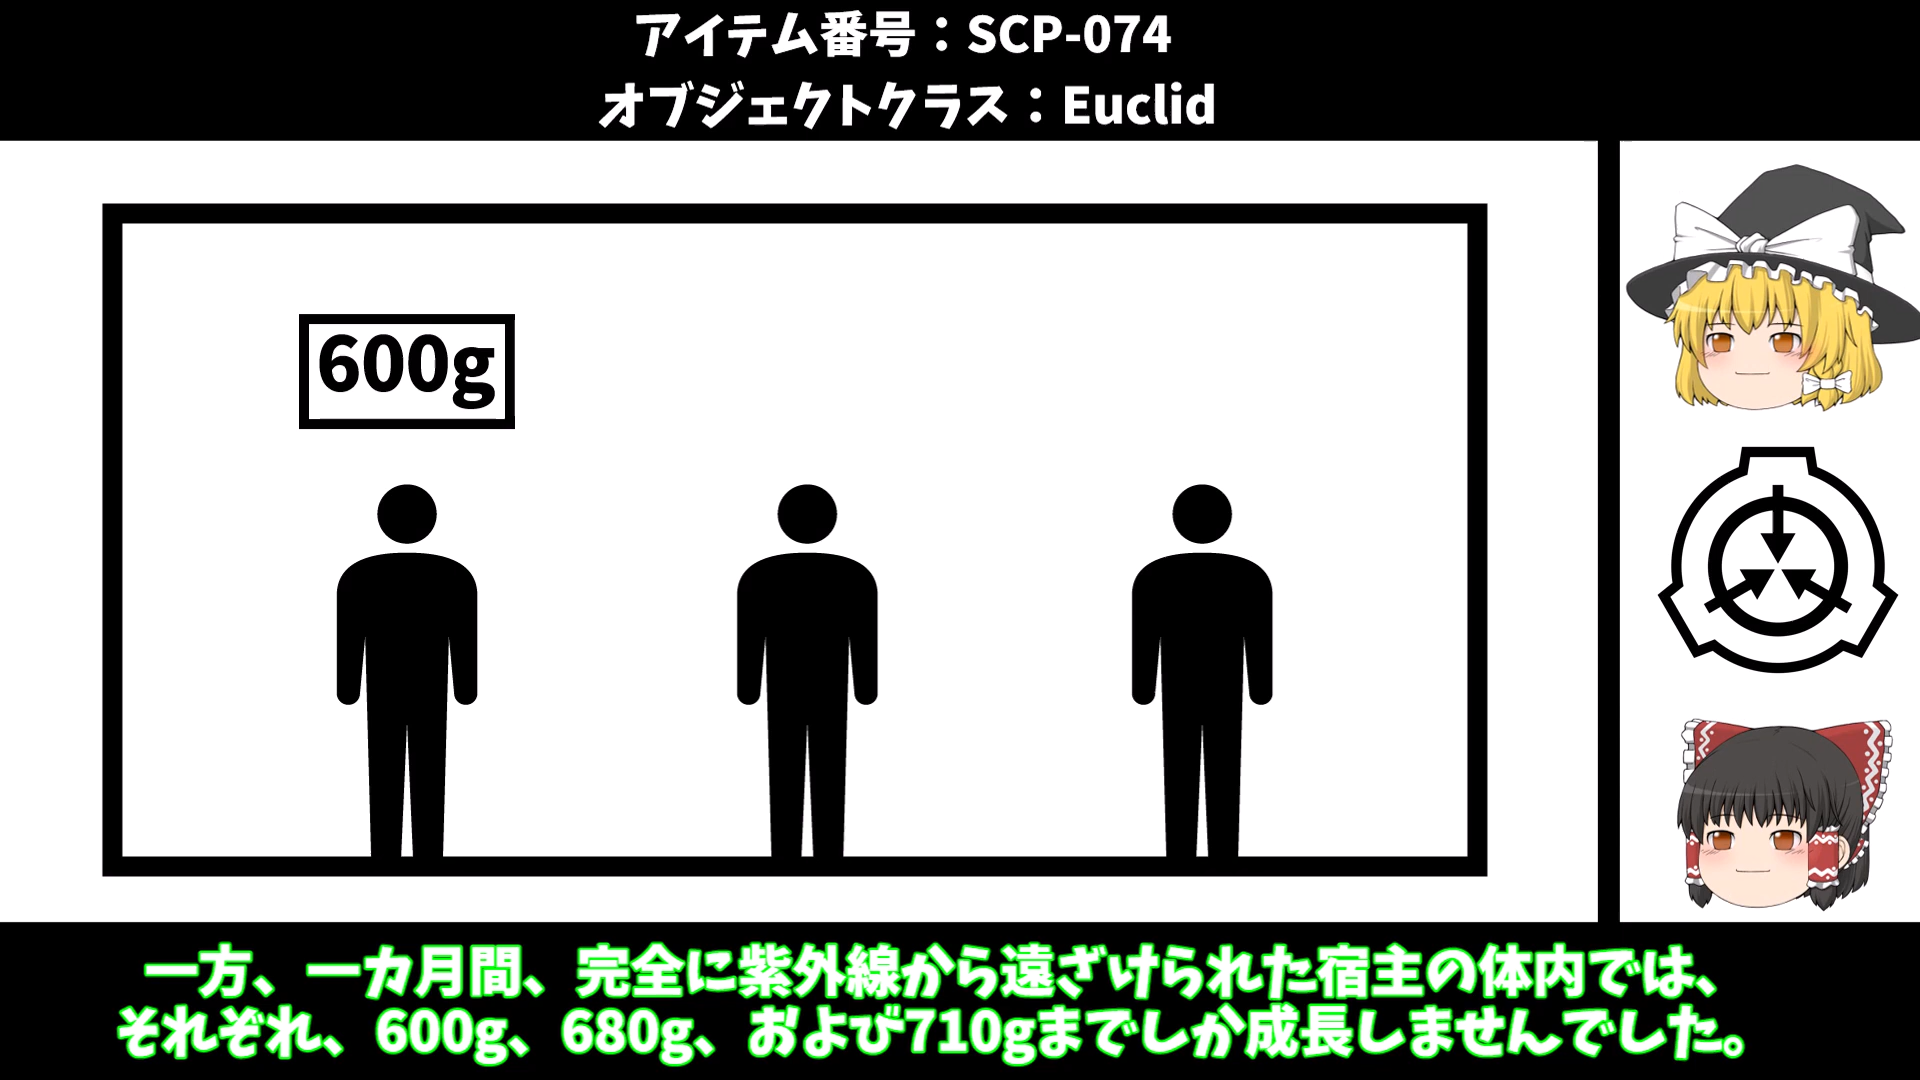 アイテム番号：SCP-074
オブジェクトクラス：Euclid
600g
一方、一カ月間、完全に紫外線から遠ざけられた宿主の体内では、
それぞれ、600g、680g、および710gまでしか成長しませんでした。